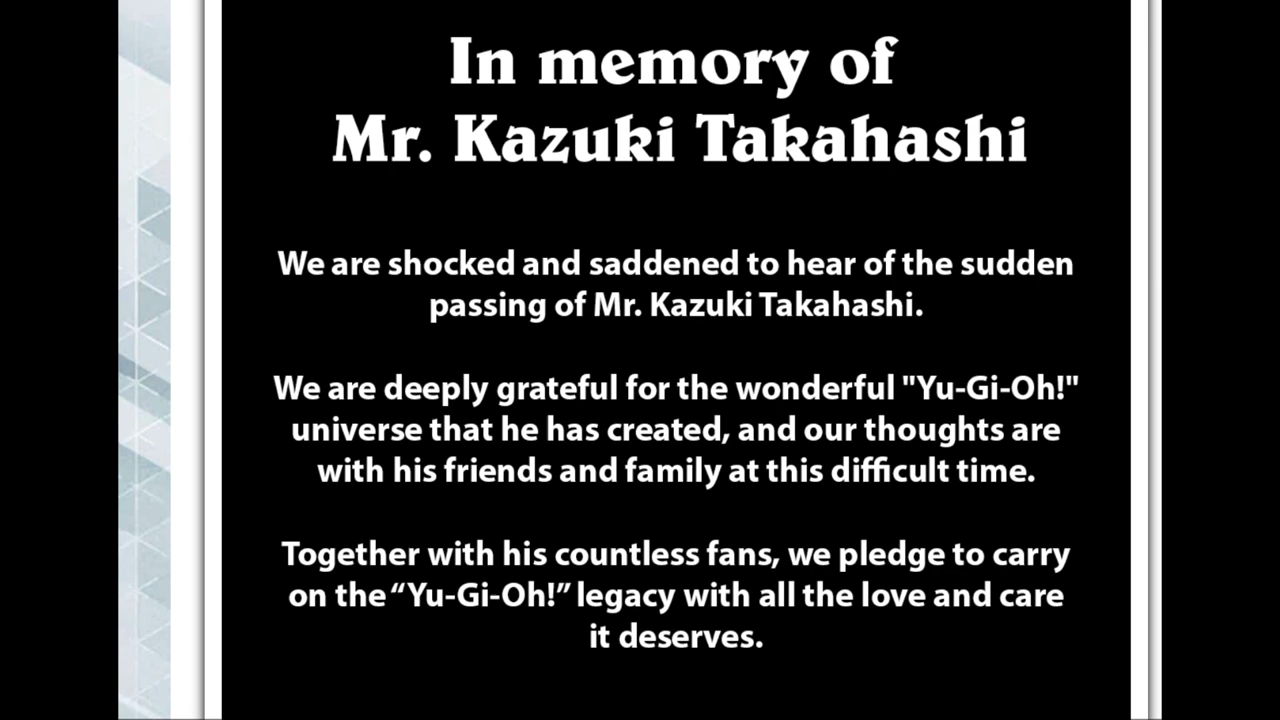 In memory of
Mr. Kazuki Takahashi
We are shocked and saddened to hear of the sudden
passing of Mr. Kazuki Takahashi.
We are deeply grateful for the wonderful "Yu-Gi-Oh!"
universe that he has created, and our thoughts are
with his friends and family at this difficult time.
Together with his countless fans, we pledge to carry
on the “Yu-Gi-Oh!” legacy with all the love and care
it deserves.